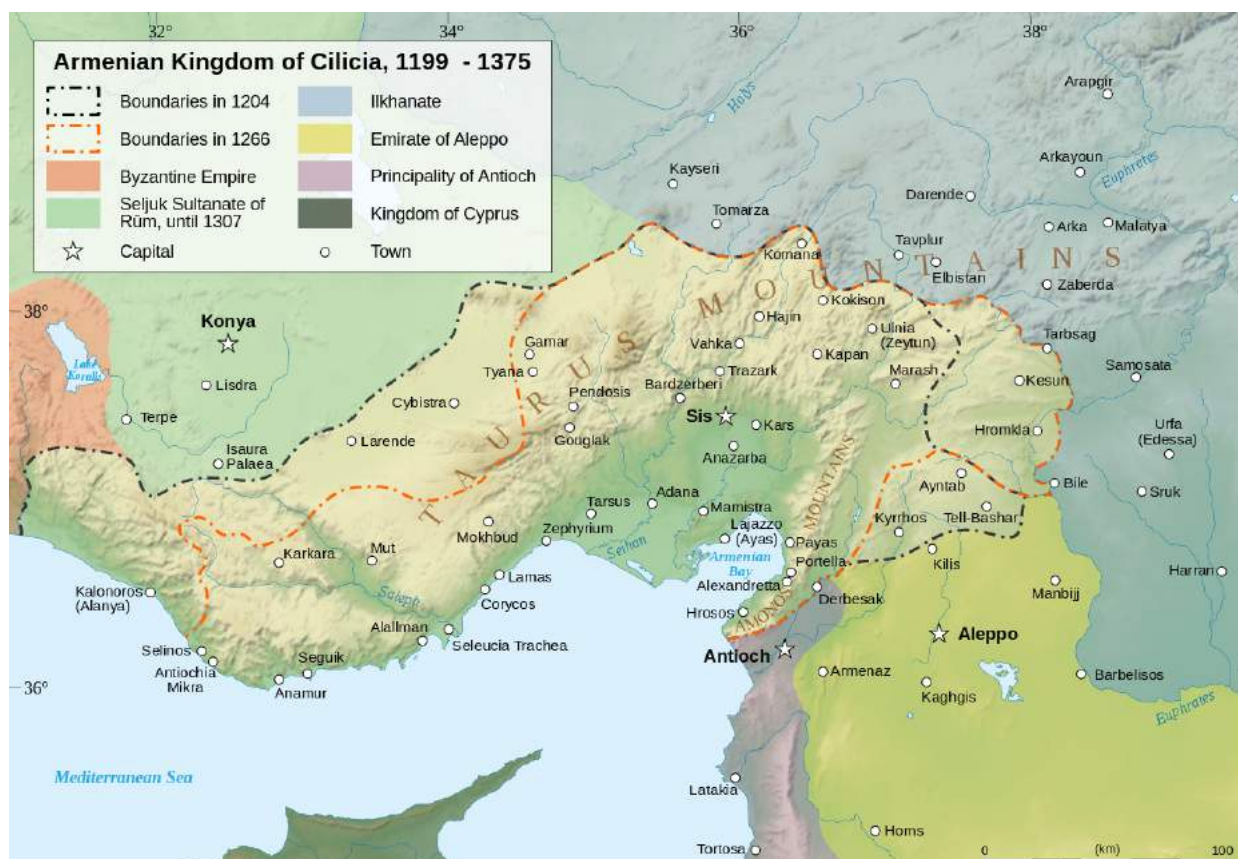 32°
34°
36°
38°
Armenian Kingdom of Cilicia, 1199 - 1375
Boundaries in 1204
Boundaries in 1266
Byzantine Empire
Seljuk Sultanate of
Rūm, until 1307
Capital
Ilkhanate
Emirate of Aleppo
Principality of Antioch
Kingdom of Cyprus
Town
Halys
Arapgir
Arkayoun
Euphrates
Kayseri
Darende
Tomarza
Arka
Malatya
Komana
Tavplur
Elbistan
Zaberda
TAURUS MOUNTAINS
38°
Konya
Lake
Koralis
Lisdra
Terpe
Isaura
Palaea
Cybistra
Larende
Gamar
Tyana
Pendosis
Gouglak
Bardzerberi
Vahka
Trazark
Hajin
Kokison
Kapan
Ulnia
(Zeytun)
Marash
Tarbsag
Samosata
Kesun
Hromkla
Urfa
(Edessa)
Sis
Kars
Anazarba
Ayntab
Bile
Sruk
Tell-Bashar
Kyrrhos
Kilis
Tarsus
Adana
Mamistra
Zephyrium
Seihan
Lajazzo
(Ayas)
Armenian
Bay
Payas
Portella
Alexandretta
AMONOS MOUNTAINS
Hrosos
Derbesak
Manbijj
Harran
Mokhbud
Karkara
Mut
Saleph
Lamas
Corycos
Kalonoros
(Alanya)
Alallman
Seleucia Trachea
Selinos
Antiochia
Mikra
Seguik
Anamur
36°
Antioch
Aleppo
Armenaz
Kaghgis
Barbelisos
Euphrates
Mediterranean Sea
Latakia
Homs
Tortosa
0 (km) 100